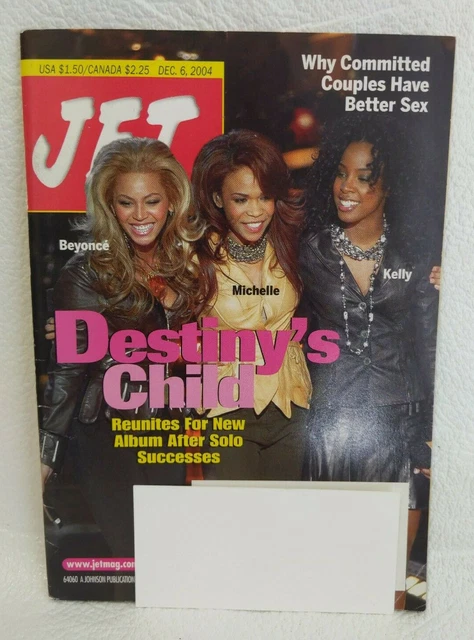 USA $1.50/CANADA $2.25 DEC. 6, 2004
JET
Why Committed
Couples Have
Better Sex
Beyoncé
Michelle
Kelly
Destiny's
Child
Reunites For New
Album After Solo
Successes
www.jetmag.com
64060 A JOHNSON PUBLICATION